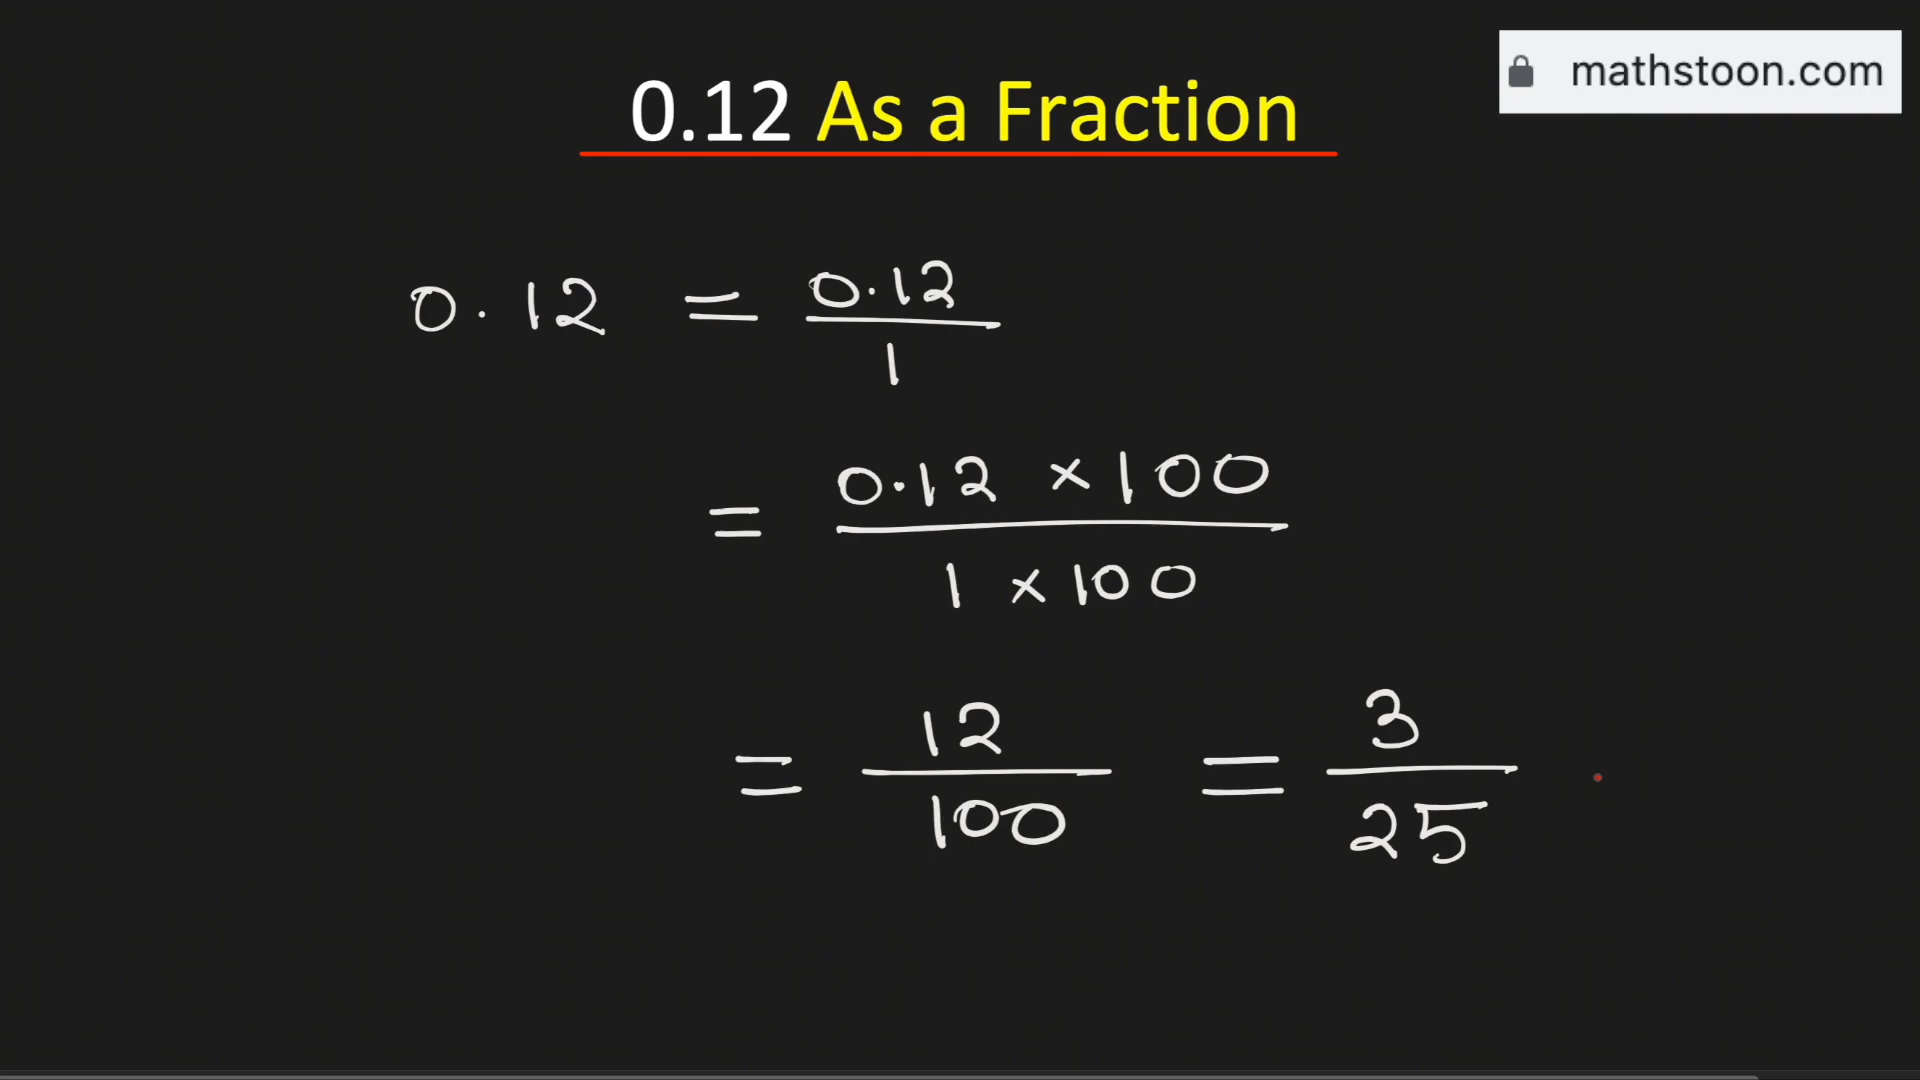 mathstoon.com
0.12 As a Fraction
0.12 = 0.12/1
= 0.12 × 100/1 × 100
= 12/100 = 3/25